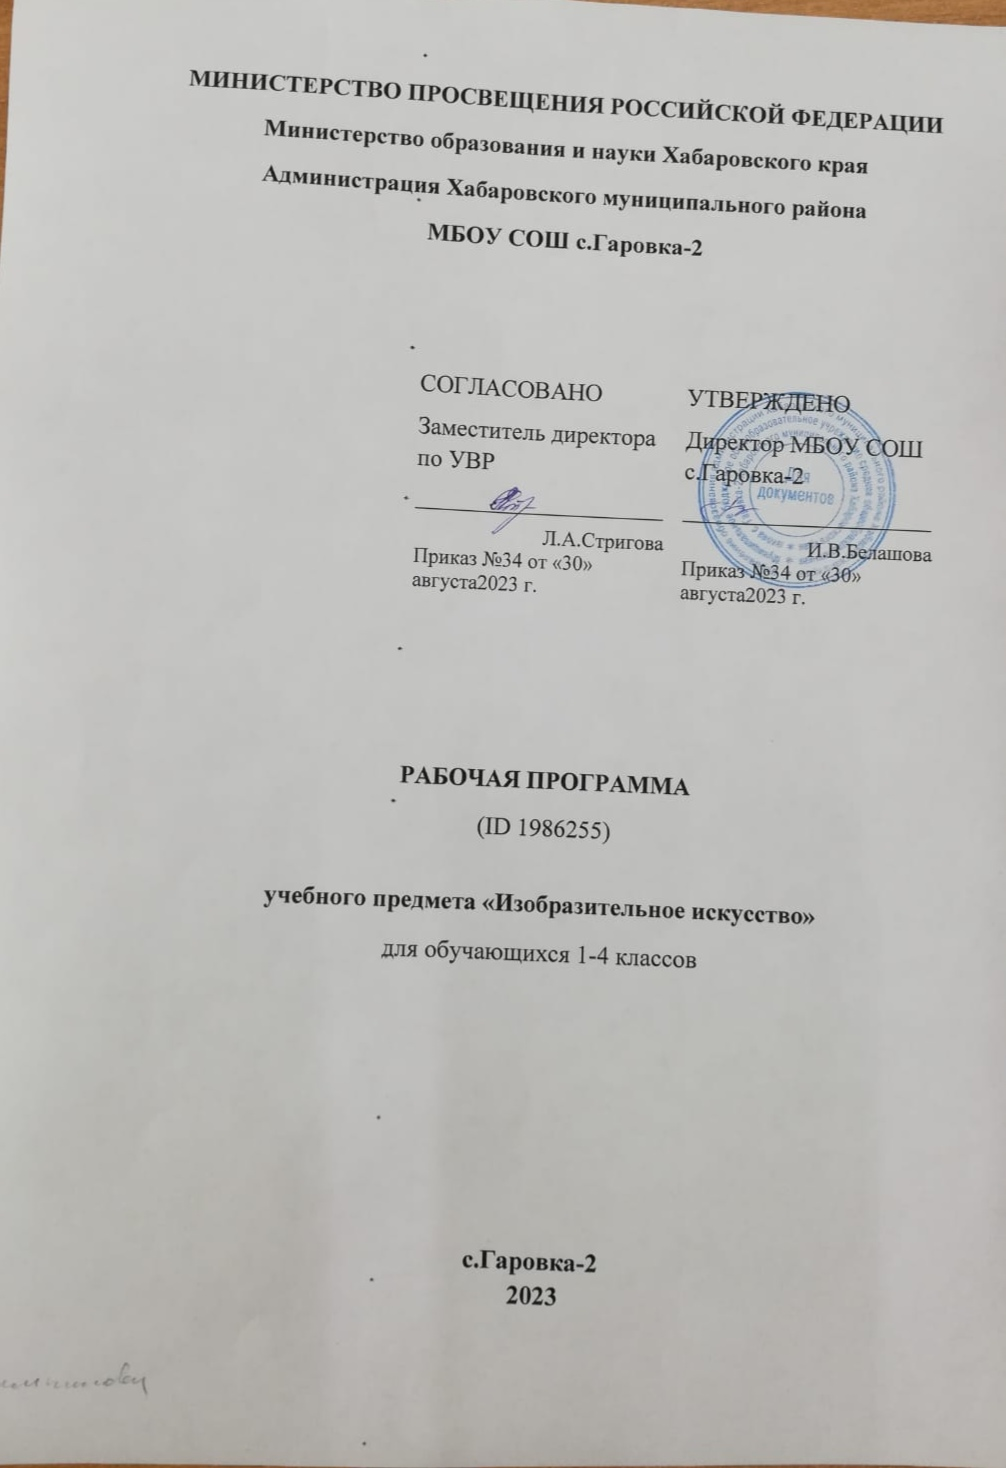 МИНИСТЕРСТВО ПРОСВЕЩЕНИЯ РОССИЙСКОЙ ФЕДЕРАЦИИ
Министерство образования и науки Хабаровского края
Администрация Хабаровского муниципального района
МБОУ СОШ с.Гаровка-2
СОГЛАСОВАНО
Заместитель директора
по УВР
Л.А.Стригова
Приказ №34 от «30»
августа2023 г.
УТВЕРЖДЕНО
Директор МБОУ СОШ
с.Гаровка-2
И.В.Белашова
Приказ №34 от «30»
августа2023 г.
Для
документов
РАБОЧАЯ ПРОГРАММА
(ID 1986255)
учебного предмета «Изобразительное искусство»
для обучающихся 1-4 классов
с.Гаровка-2
2023